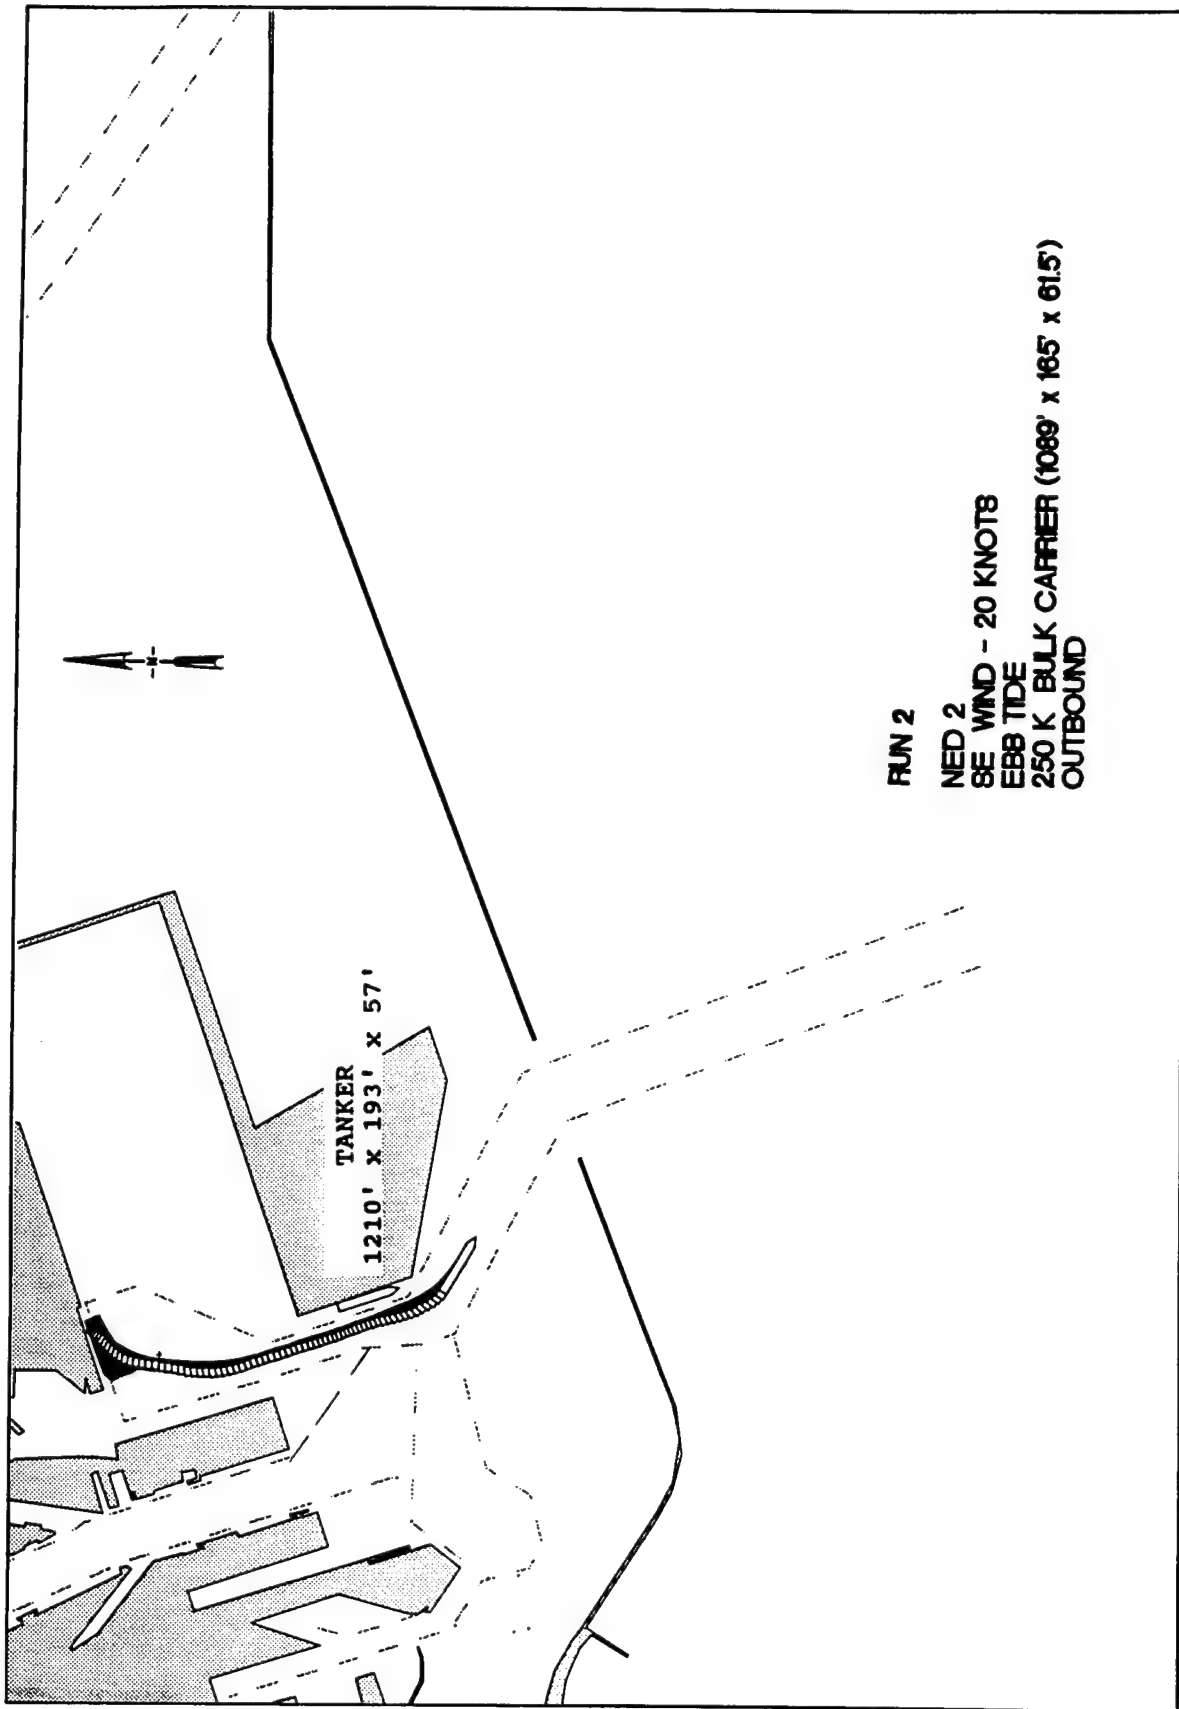 -N-
TANKER
1210' x 193' x 57'
RUN 2
NED 2
SE WIND - 20 KNOTS
EBB TIDE
250 K BULK CARRIER (1089' x 165' x 61.5')
OUTBOUND